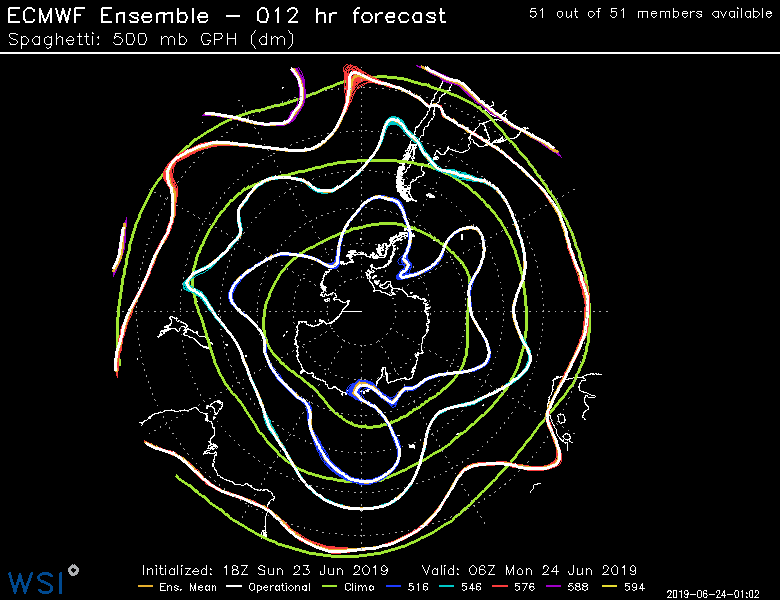 ECMWF Ensemble – 012 hr forecast
51 out of 51 members available
Spaghetti: 500 mb GPH (dm)
Initialized: 18Z Sun 23 Jun 2019 Valid: 06Z Mon 24 Jun 2019
Ens. Mean Operational Climo 516 546 576 588 594
WSI
2019-06-24-01:02